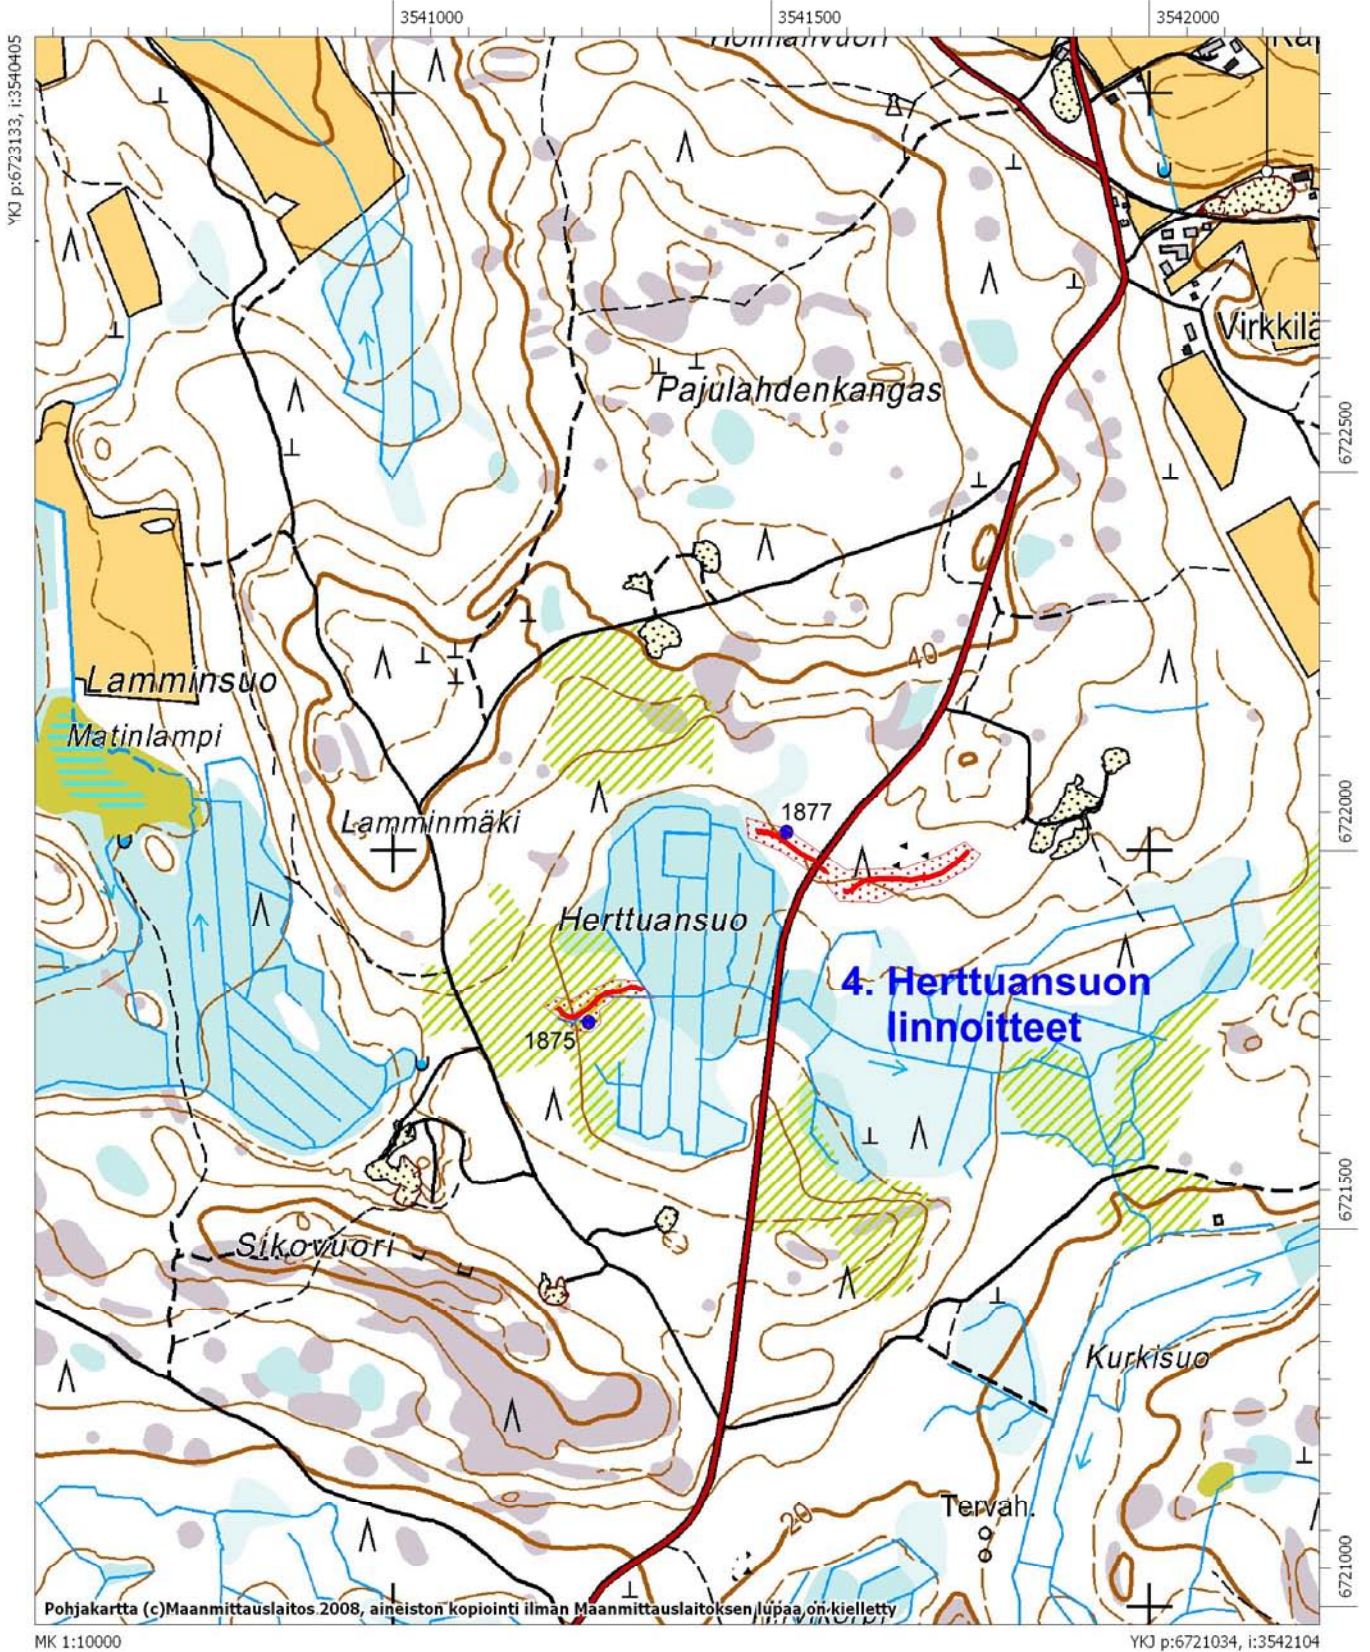 3541000
3541500
3542000
YKJ p:6723133, i:3540405
Virkkilä
Pajulahdenkangas
6722500
40
Lamminsuo
Matinlampi
Lamminmäki
1877
6722000
Herttuansuo
4. Herttuansuon
linnoitteet
1875
6721500
Sikovuori
Kurkisuo
20
Tervah.
6721000
Pohjakartta (c)Maanmittauslaitos 2008, aineiston kopiointi ilman Maanmittauslaitoksen lupaa on kielletty
MK 1:10000
YKJ p:6721034, i:3542104